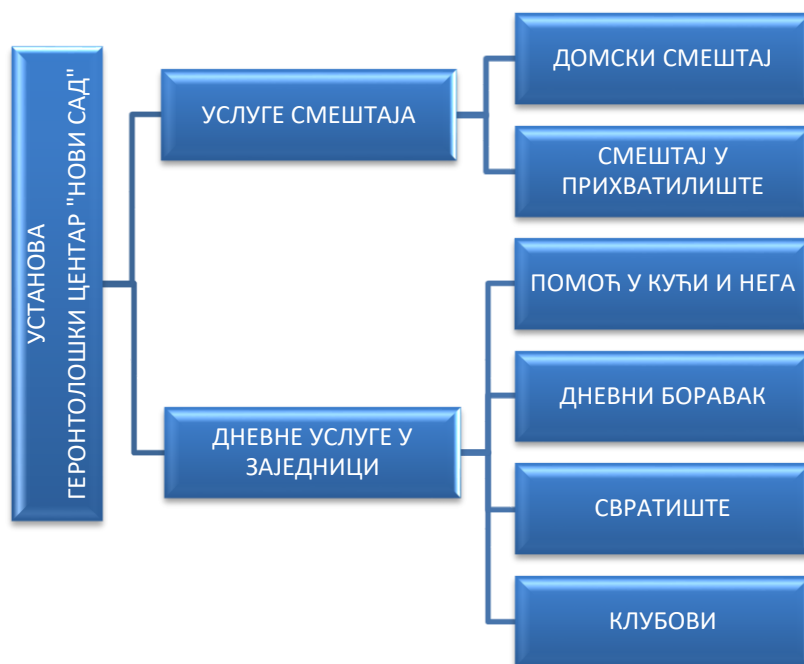 УСТАНОВА
ГЕРОНТОЛОШКИ ЦЕНТАР "НОВИ САД"
УСЛУГЕ СМЕШТАЈА
ДОМСКИ СМЕШТАЈ
СМЕШТАЈ У
ПРИХВАТИЛИШТЕ
ДНЕВНЕ УСЛУГЕ У
ЗАЈЕДНИЦИ
ПОМОЋ У КУЋИ И НЕГА
ДНЕВНИ БОРАВАК
СВРАТИШТЕ
КЛУБОВИ